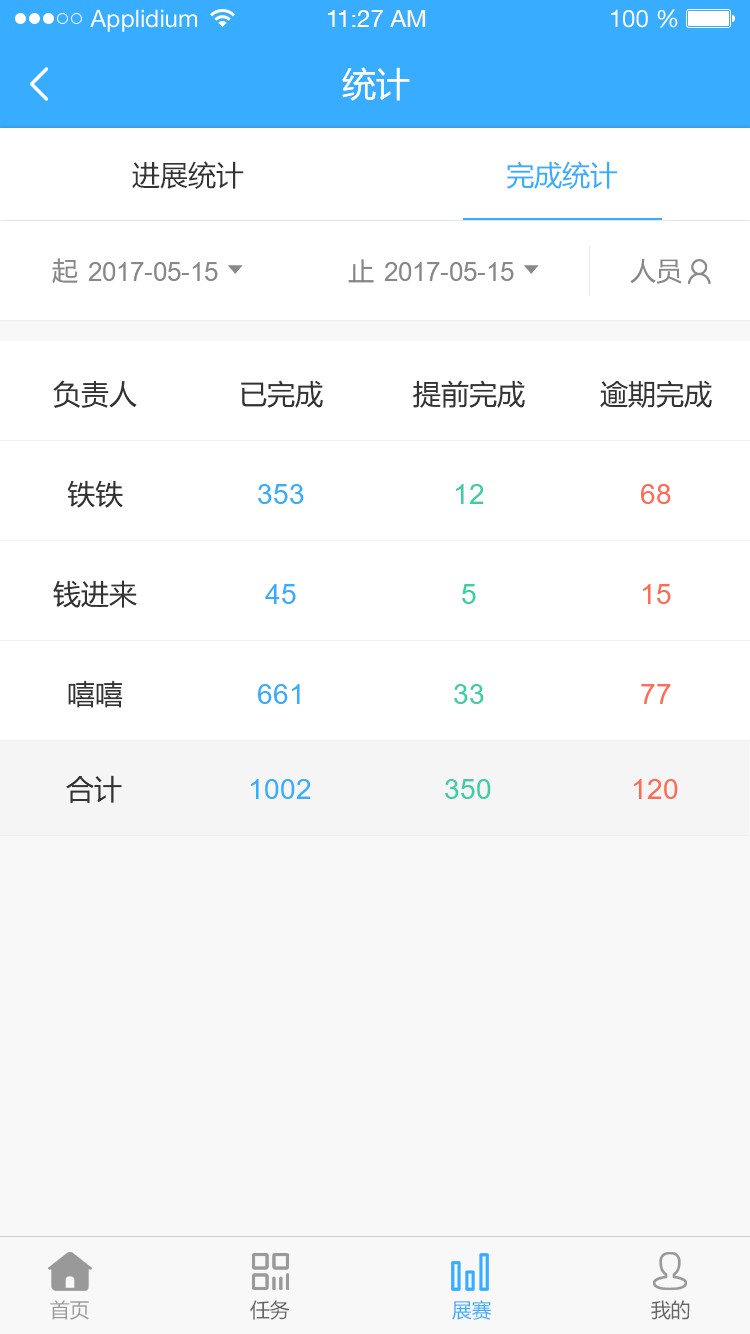 Applidium 11:27 AM 100 %
统计
进展统计 完成统计
起 2017-05-15 止 2017-05-15 人员
负责人 已完成 提前完成 逾期完成
铁铁 353 12 68
钱进来 45 5 15
嘻嘻 661 33 77
合计 1002 350 120
首页 任务 展赛 我的